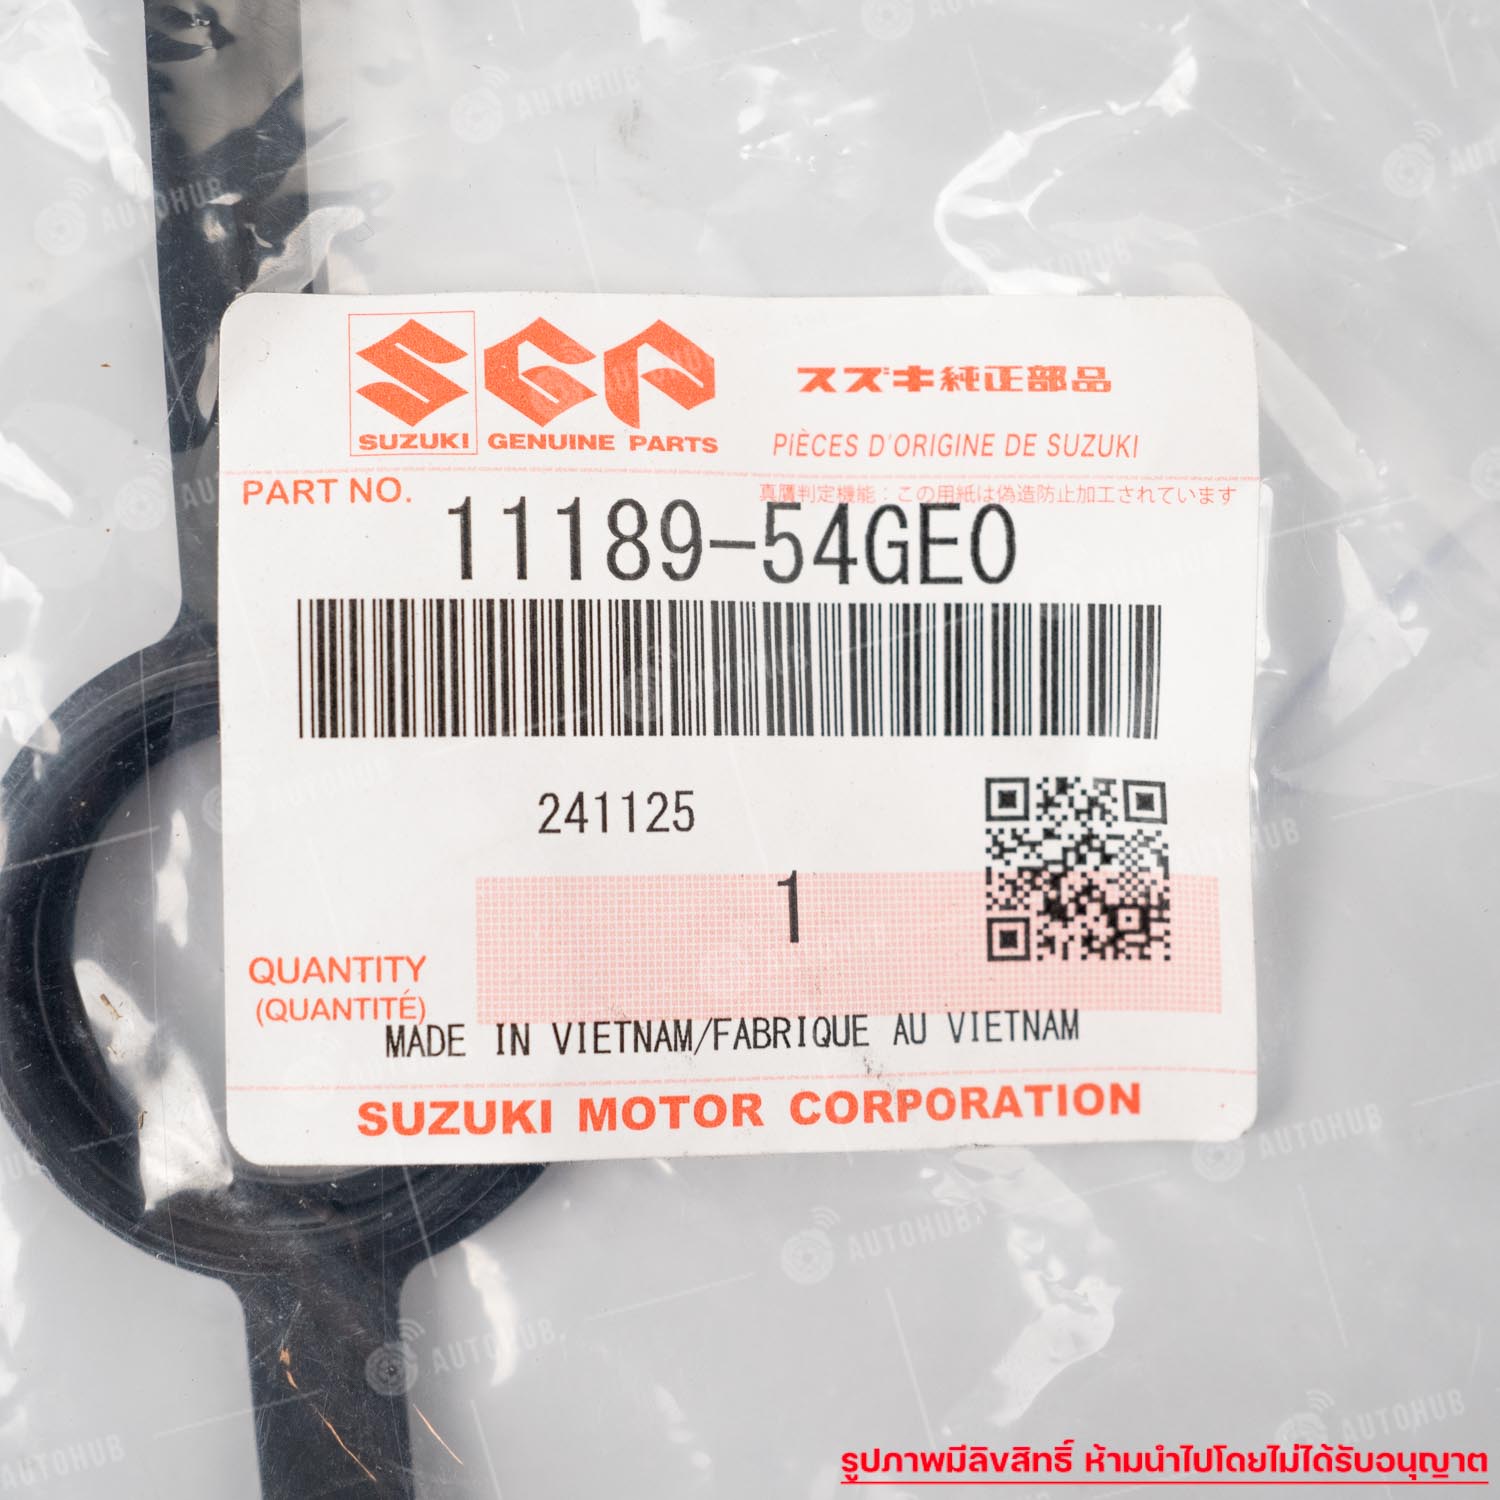 SUZUKI
SGP
GENUINE PARTS
スズキ純正部品
PIÈCES D'ORIGINE DE SUZUKI
PART NO.
真贋判定機能：この用紙は偽造防止加工されています
11189-54GE0
241125
1
QUANTITY
(QUANTITÉ)
MADE IN VIETNAM/FABRIQUE AU VIETNAM
SUZUKI MOTOR CORPORATION
AUTOHUB
รูปภาพมีลิขสิทธิ์ ห้ามนำไปโดยไม่ได้รับอนุญาต